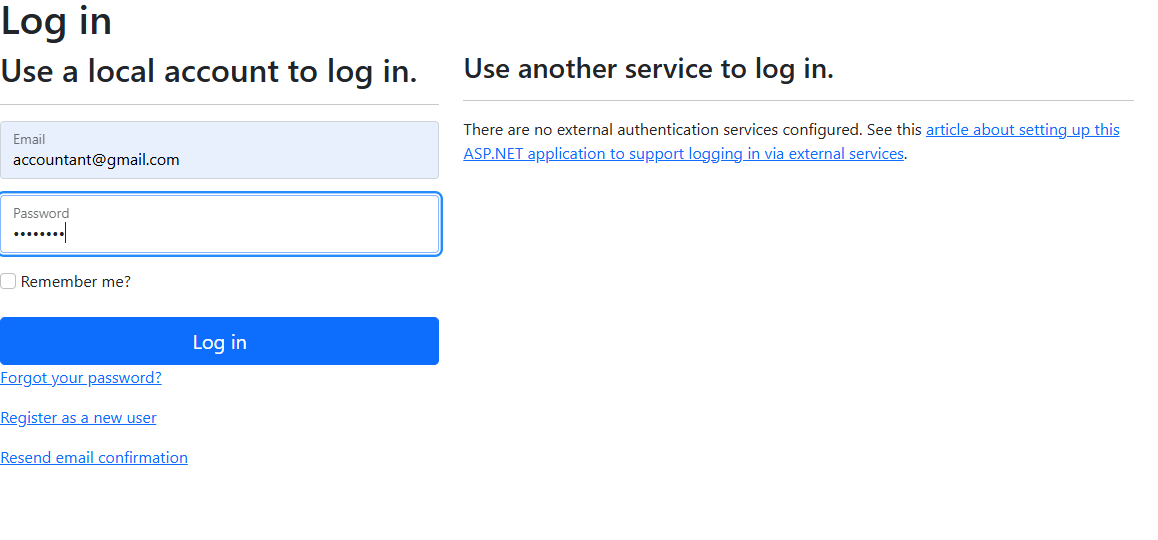 Log in
Use a local account to log in.
Email
accountant@gmail.com
Password
••••••••
Remember me?
Log in
Forgot your password?
Register as a new user
Resend email confirmation
Use another service to log in.
There are no external authentication services configured. See this article about setting up this
ASP.NET application to support logging in via external services.